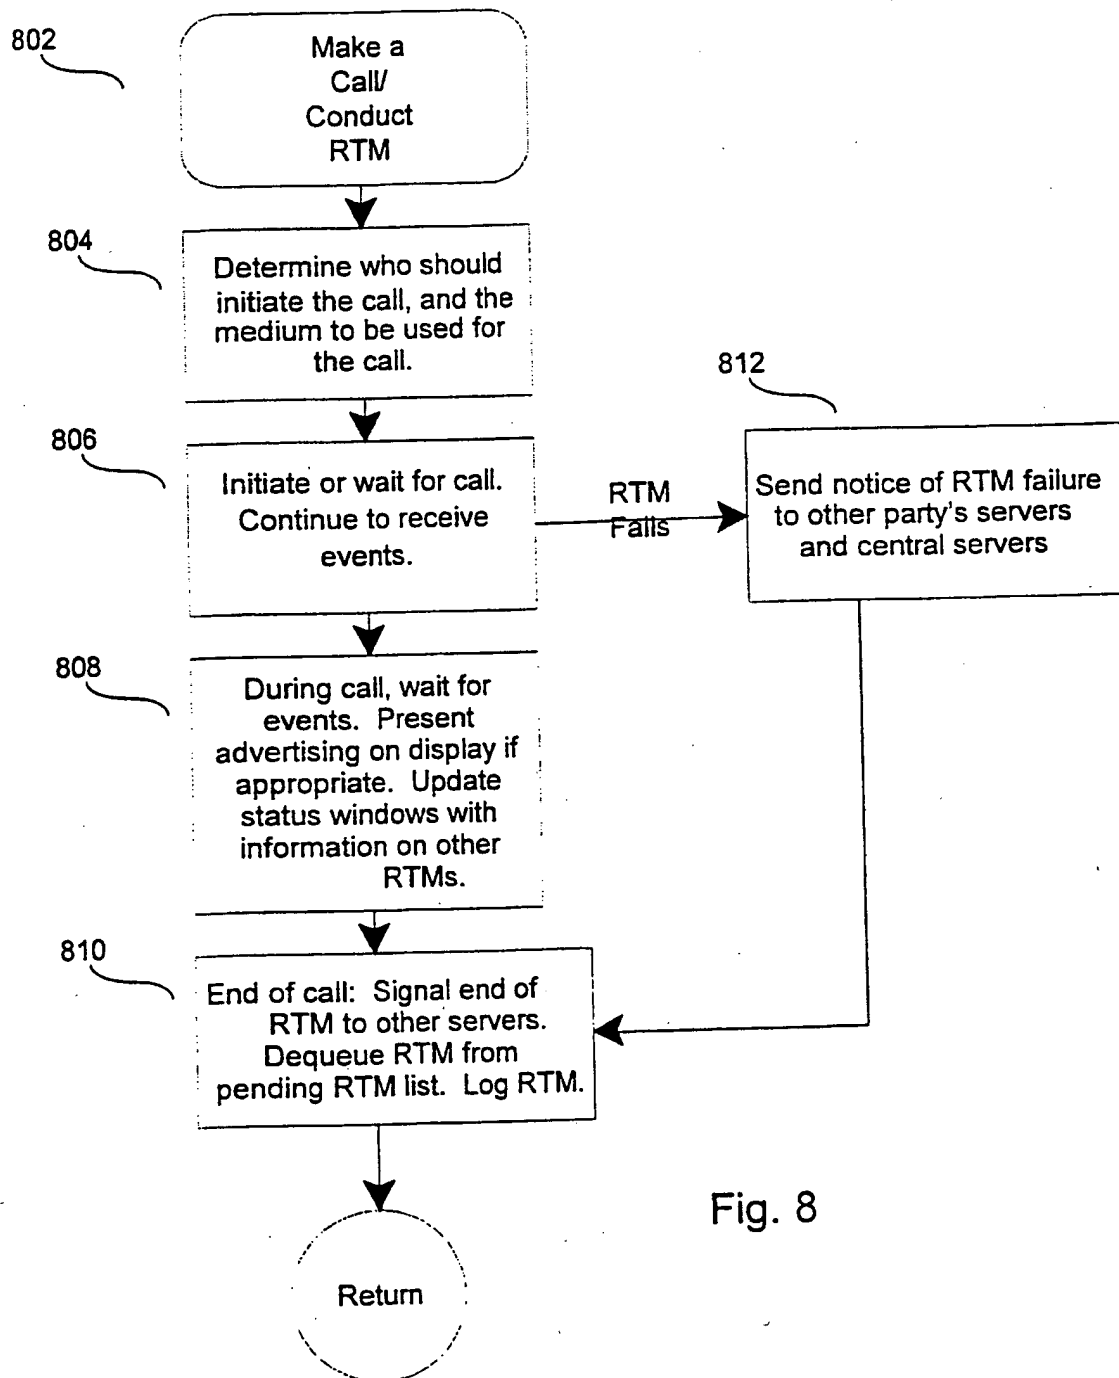 802
Make a
Call/
Conduct
RTM
804
Determine who should
initiate the call, and the
medium to be used for
the call.
806
Initiate or wait for call.
Continue to receive
events.
RTM
Fails
812
Send notice of RTM failure
to other party's servers
and central servers
808
During call, wait for
events. Present
advertising on display if
appropriate. Update
status windows with
information on other
RTMs.
810
End of call: Signal end of
RTM to other servers.
Dequeue RTM from
pending RTM list. Log RTM.
Return
Fig. 8